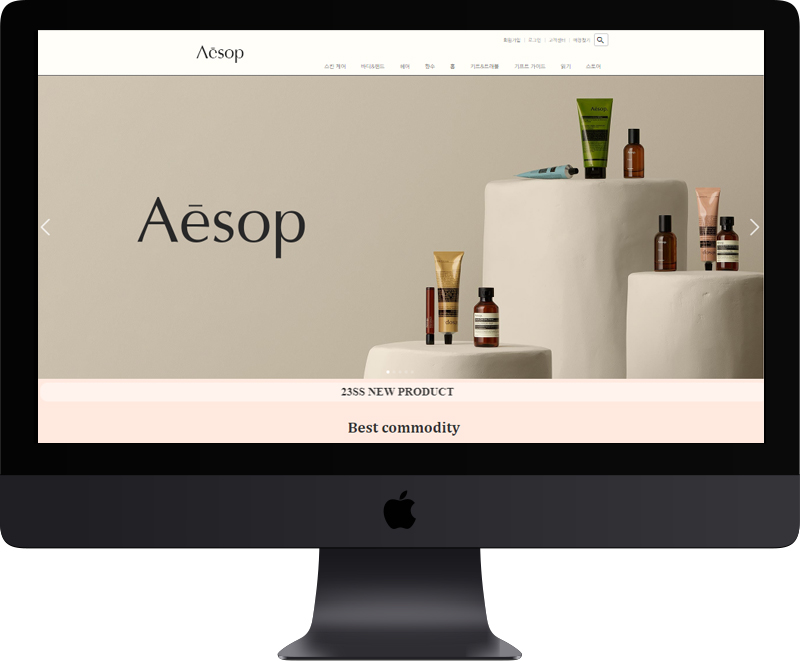 Aēsop
회원가입 | 로그인 | 고객센터 | 매장찾기
스킨 케어 바디&핸드 헤어 향수 홈 키트&트래블 기프트 가이드 읽기 스토어
Aēsop
Aēsop
23SS NEW PRODUCT
Best commodity